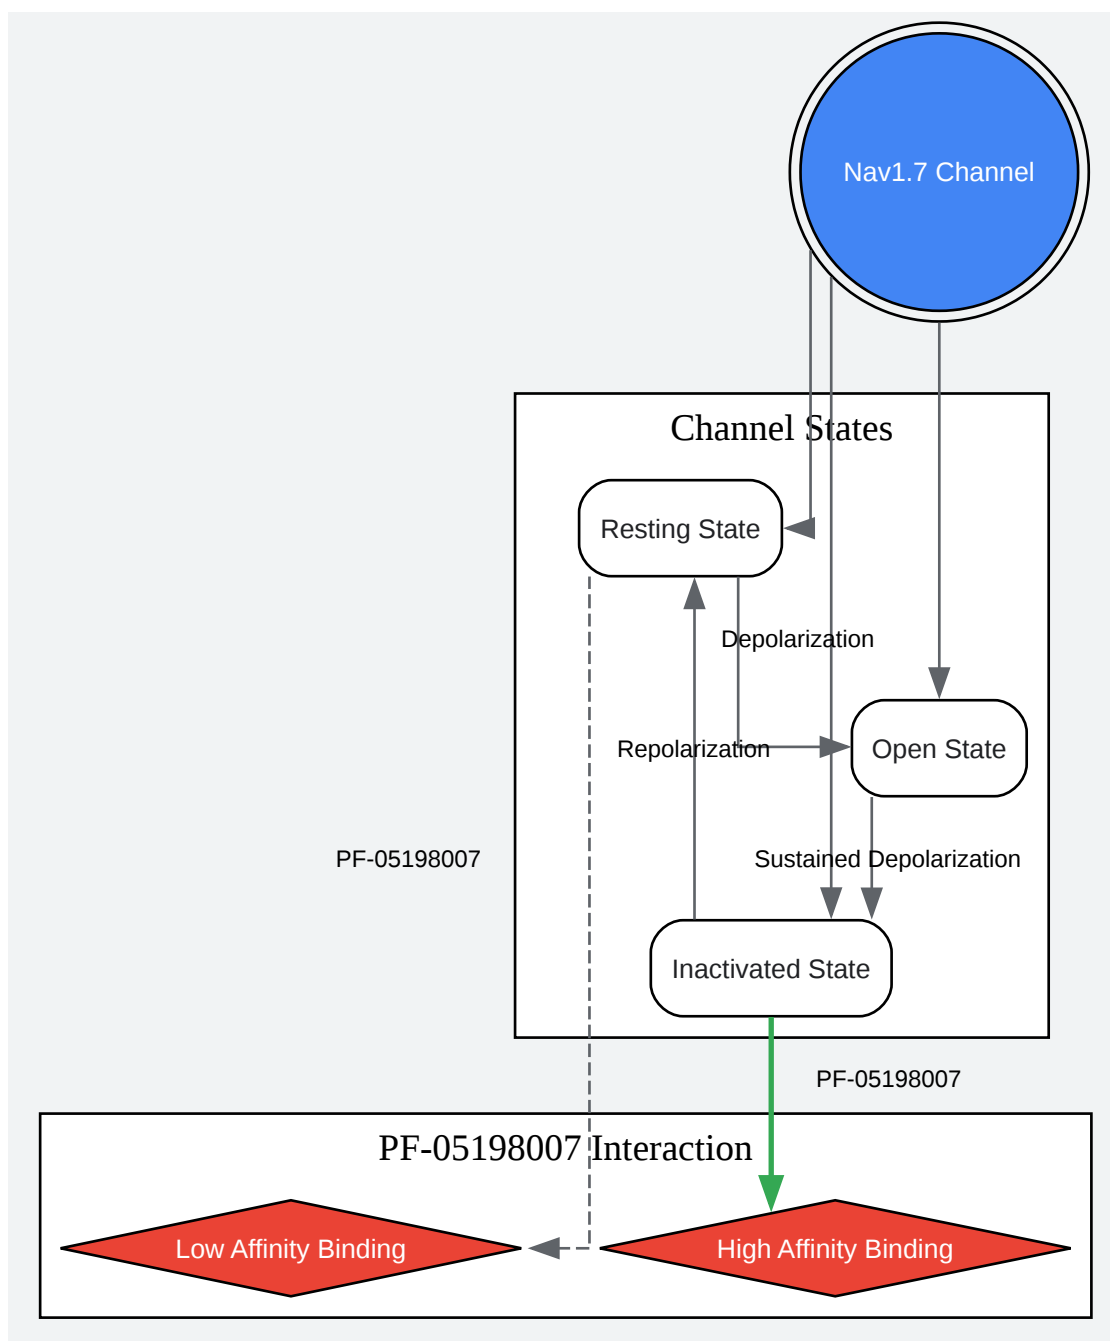 Nav1.7 Channel
Channel States
Resting State
Depolarization
Repolarization
Open State
PF-05198007
Sustained Depolarization
Inactivated State
PF-05198007
PF-05198007 Interaction
Low Affinity Binding
High Affinity Binding